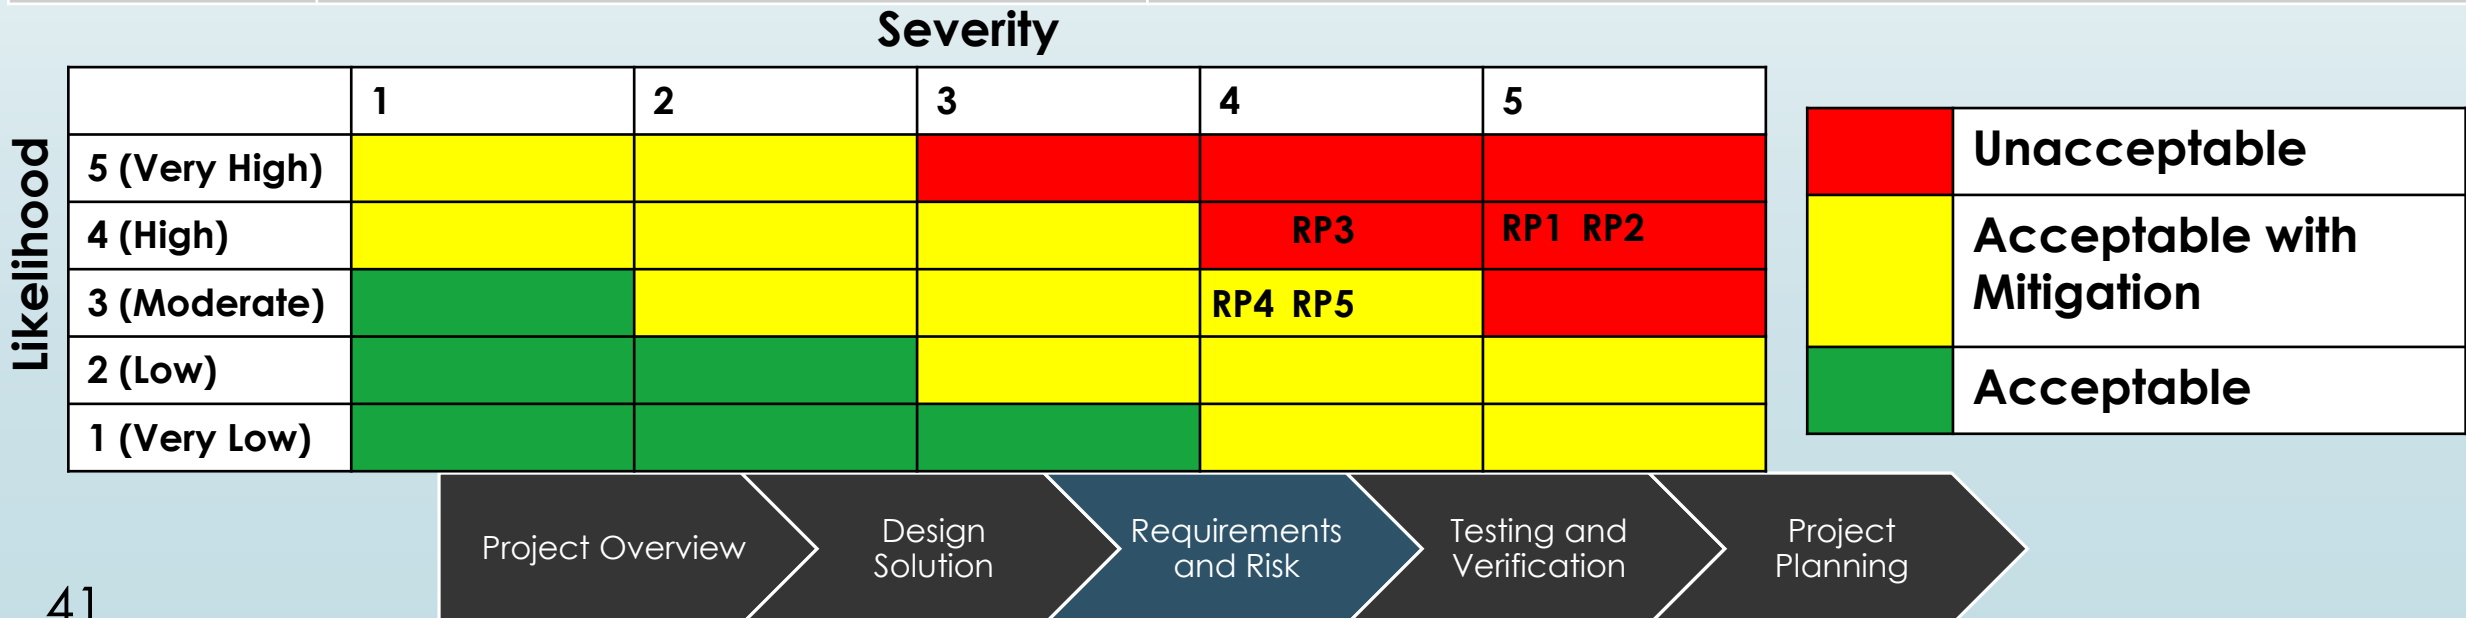 Severity
Likelihood
1 2 3 4 5
5 (Very High)
4 (High) RP3 RP1 RP2
3 (Moderate) RP4 RP5
2 (Low)
1 (Very Low)
Unacceptable
Acceptable with
Mitigation
Acceptable
Project Overview
Design
Solution
Requirements
and Risk
Testing and
Verification
Project
Planning
41